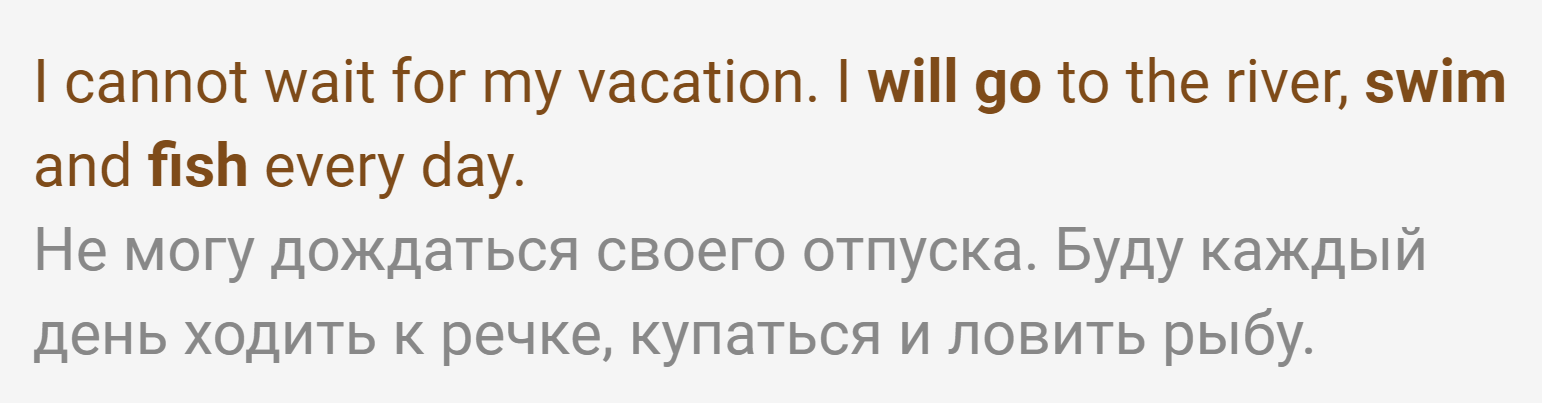 I cannot wait for my vacation. I will go to the river, swim
and fish every day.
Не могу дождаться своего отпуска. Буду каждый
день ходить к речке, купаться и ловить рыбу.